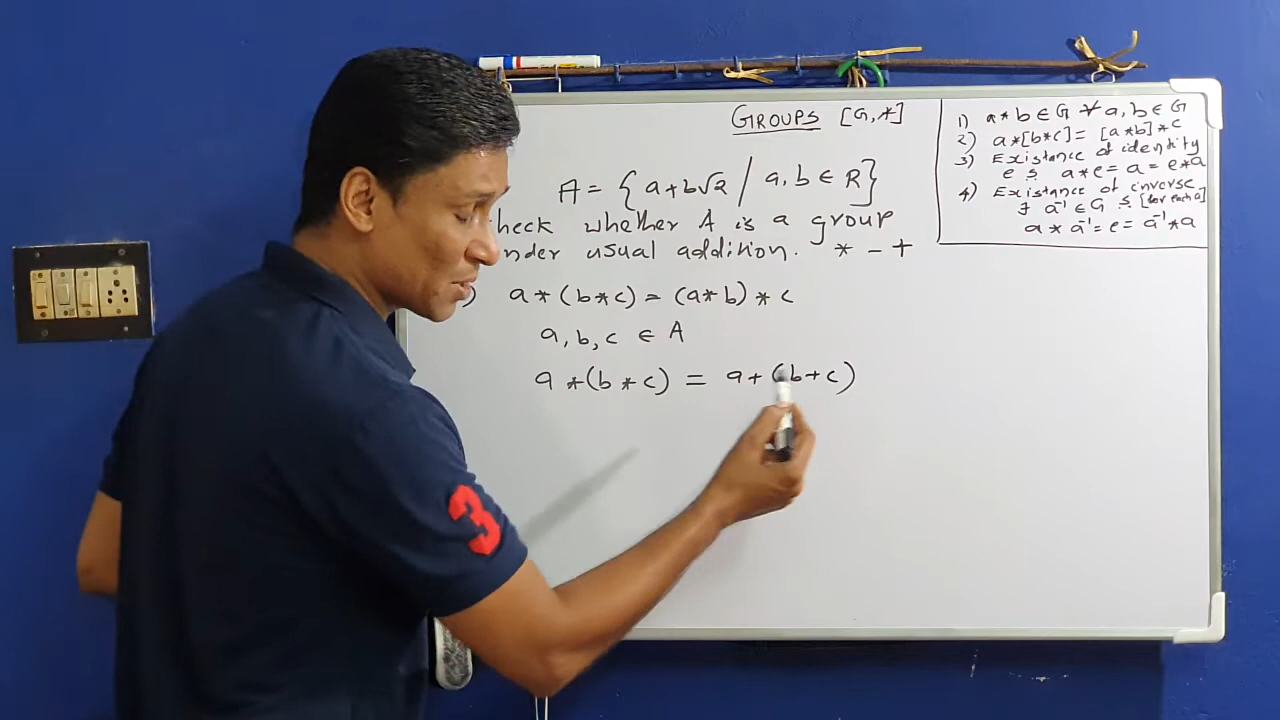 GROUPS [G,*]
A = { a+b√2 / a, b ∈ R }
heck whether A is a group
nder usual addition. * - +
) a*(b*c) = (a*b)*c
a, b, c ∈ A
a*(b*c) = a+(b+c)
1) a*b ∈ G ∀ a,b ∈ G
2) a*[b*c] = [a*b]*c
3) Existance of identity
e s a*e = a = e*a
4) Existance of inverse
∃ a⁻¹ ∈ G s [for each a]
a * a⁻¹ = e = a⁻¹ * a
3